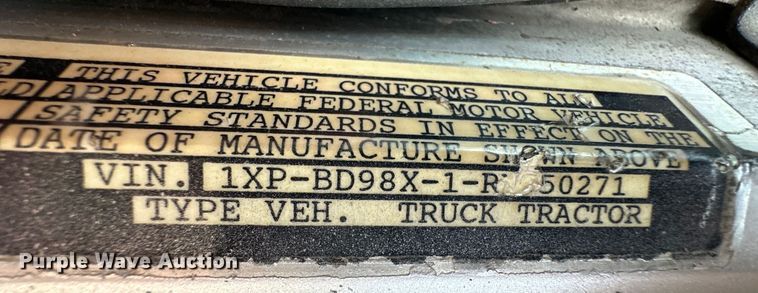 E THIS VEHICLE CONFORMS TO ALL
LD APPLICABLE FEDERAL MOTOR VEHICLE
SAFETY STANDARDS IN EFFECT ON THE
DATE OF MANUFACTURE SHOWN ABOVE
VIN. 1XP-BD98X-1-R 50271
TYPE VEH. TRUCK TRACTOR
Purple Wave Auction